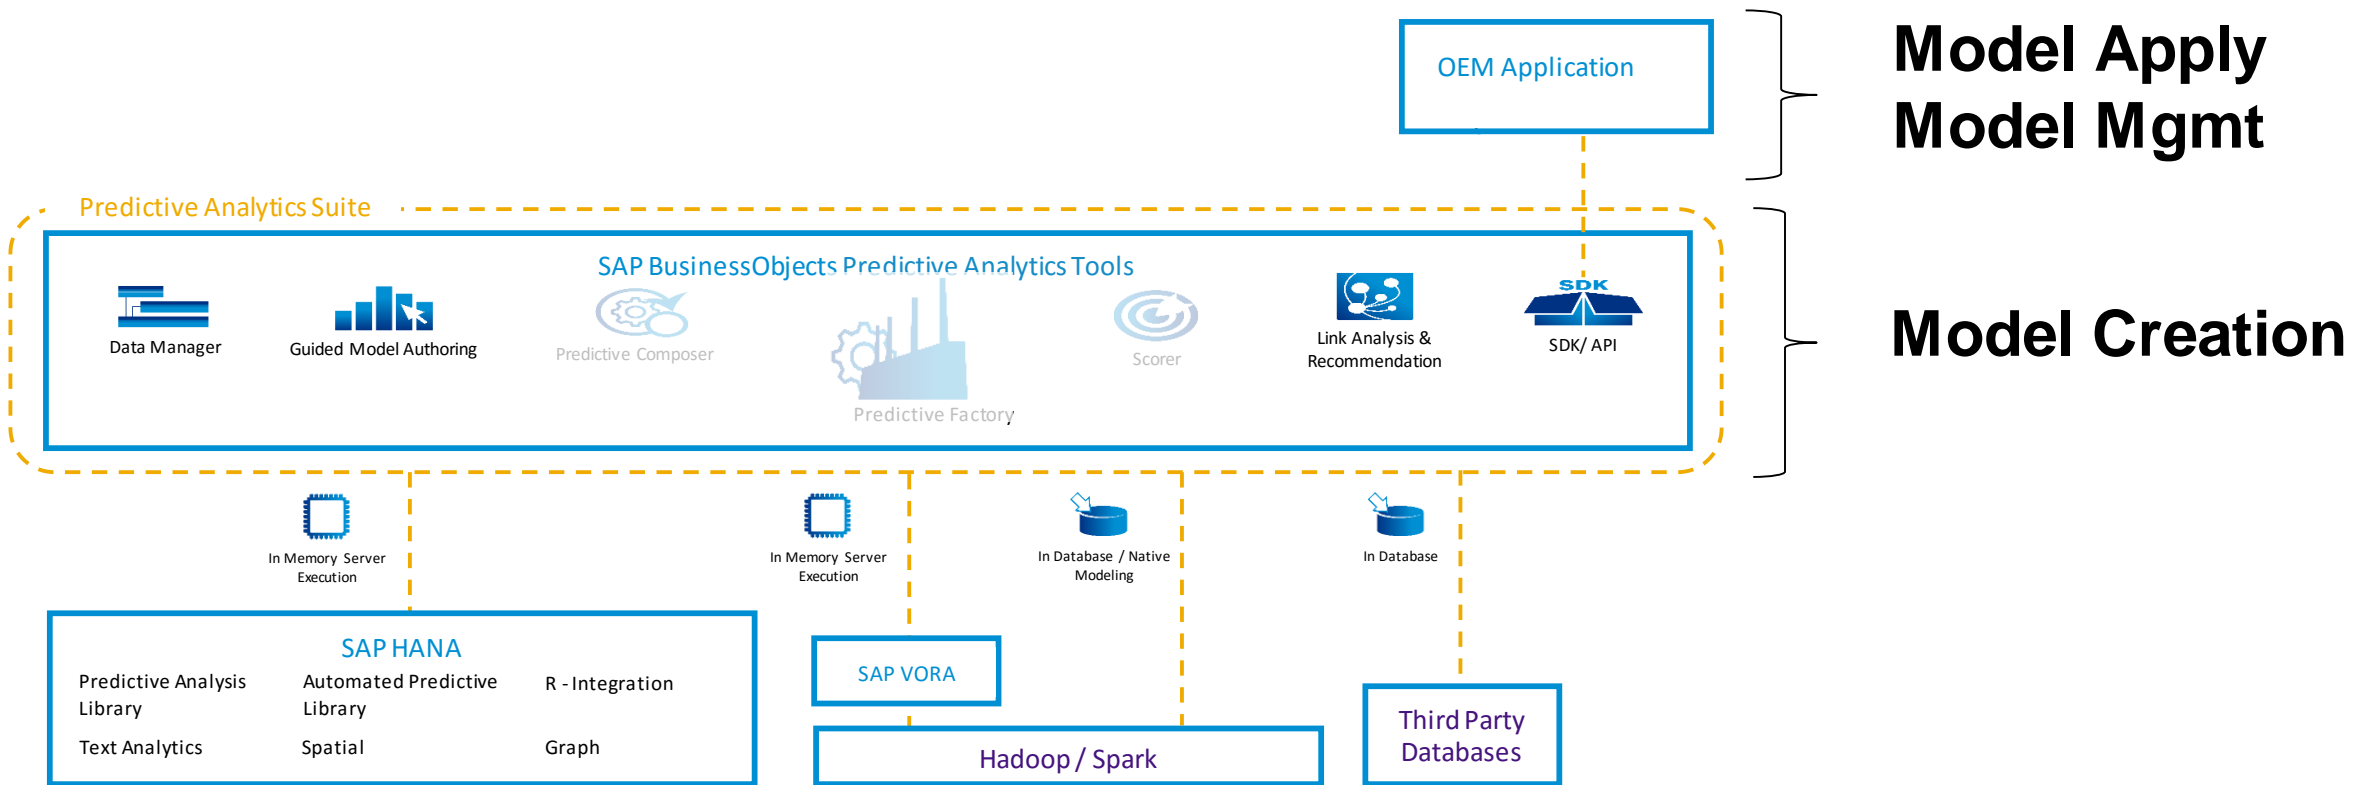 OEM Application
Model Apply
Model Mgmt
Predictive Analytics Suite
SAP BusinessObjects Predictive Analytics Tools
Data Manager
Guided Model Authoring
Predictive Composer
Predictive Factory
Scorer
Link Analysis &
Recommendation
SDK
SDK/ API
Model Creation
In Memory Server
Execution
In Memory Server
Execution
In Database / Native
Modeling
In Database
SAP HANA
Predictive Analysis
Library
Automated Predictive
Library
R - Integration
Text Analytics
Spatial
Graph
SAP VORA
Hadoop / Spark
Third Party
Databases